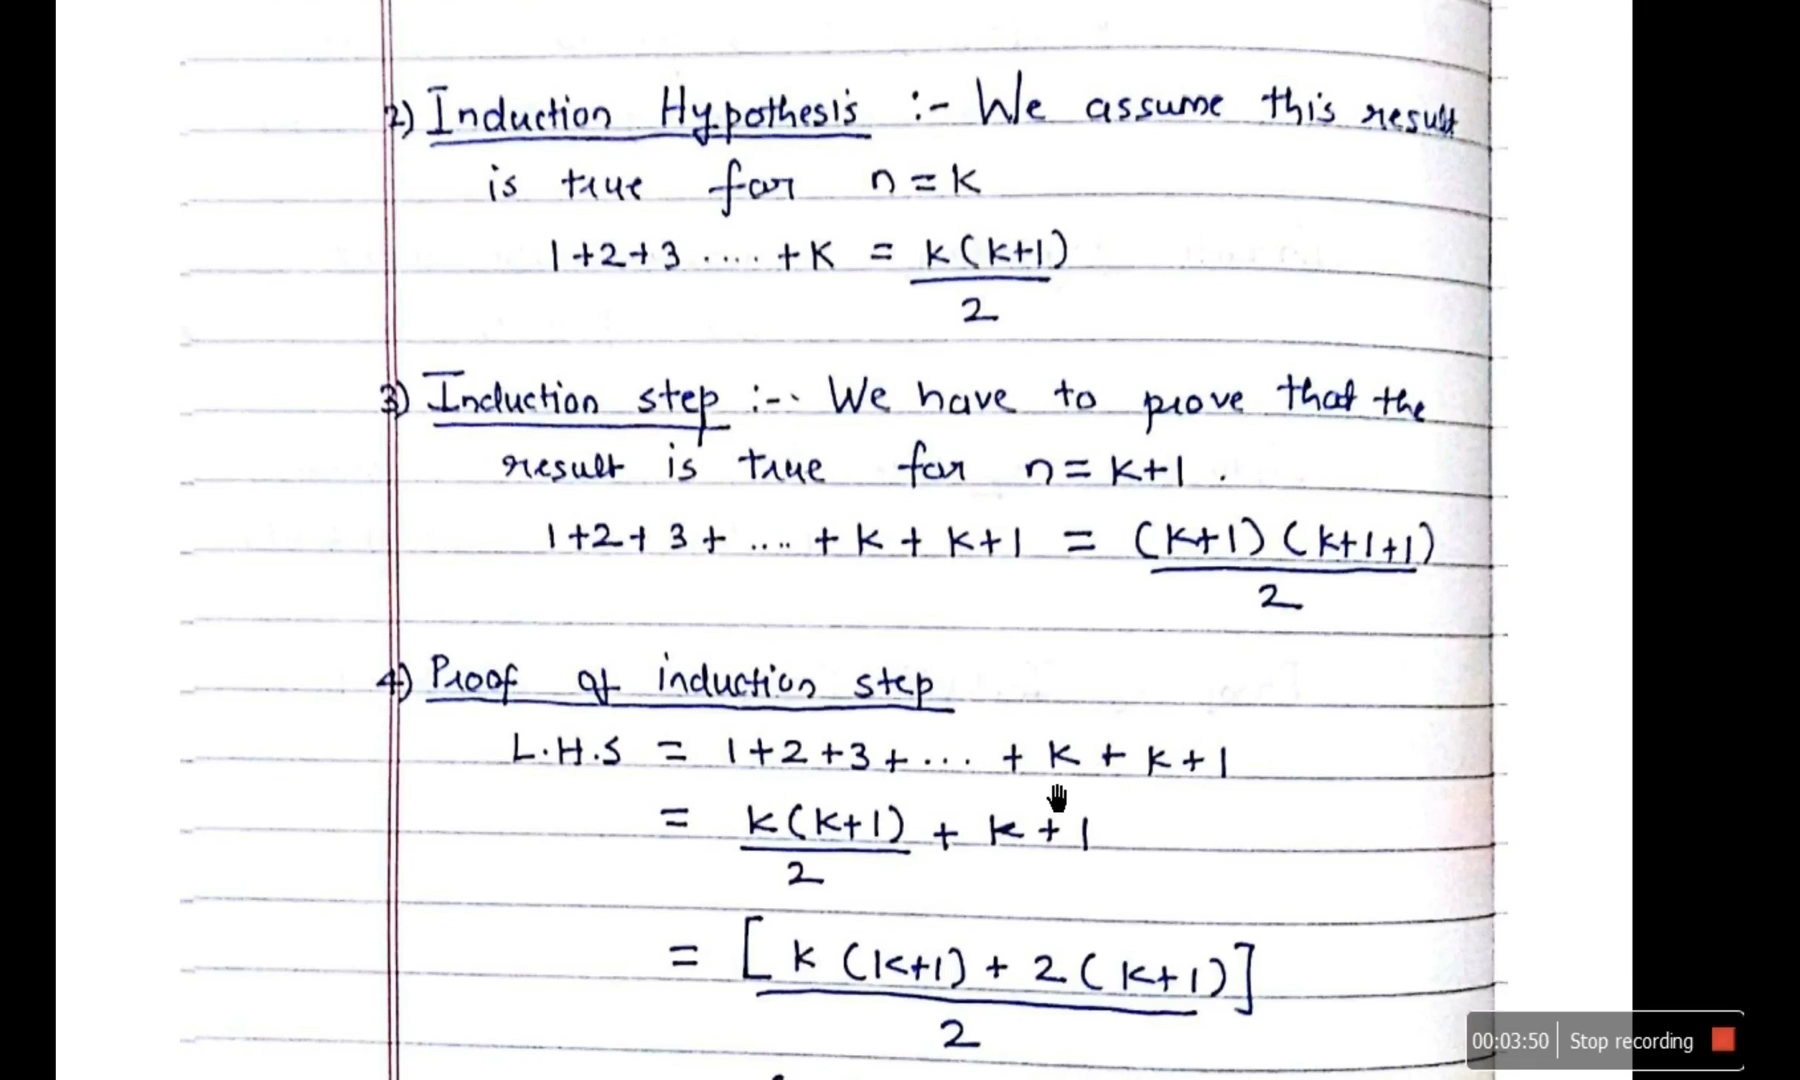 2) Induction Hypothesis :- We assume this result
is true for n = k
1+2+3 ..... +k = k(k+1)
2
3) Induction step :-. We have to prove that the
result is true for n = k+1 .
1+2+3+ .... + k + k+1 = (k+1)(k+1+1)
2
4) Proof of induction step
L.H.S = 1+2+3+... + k + k+1
= k(k+1) + k+1
2
= [ k (k+1) + 2(k+1)]
2
00:03:50 Stop recording